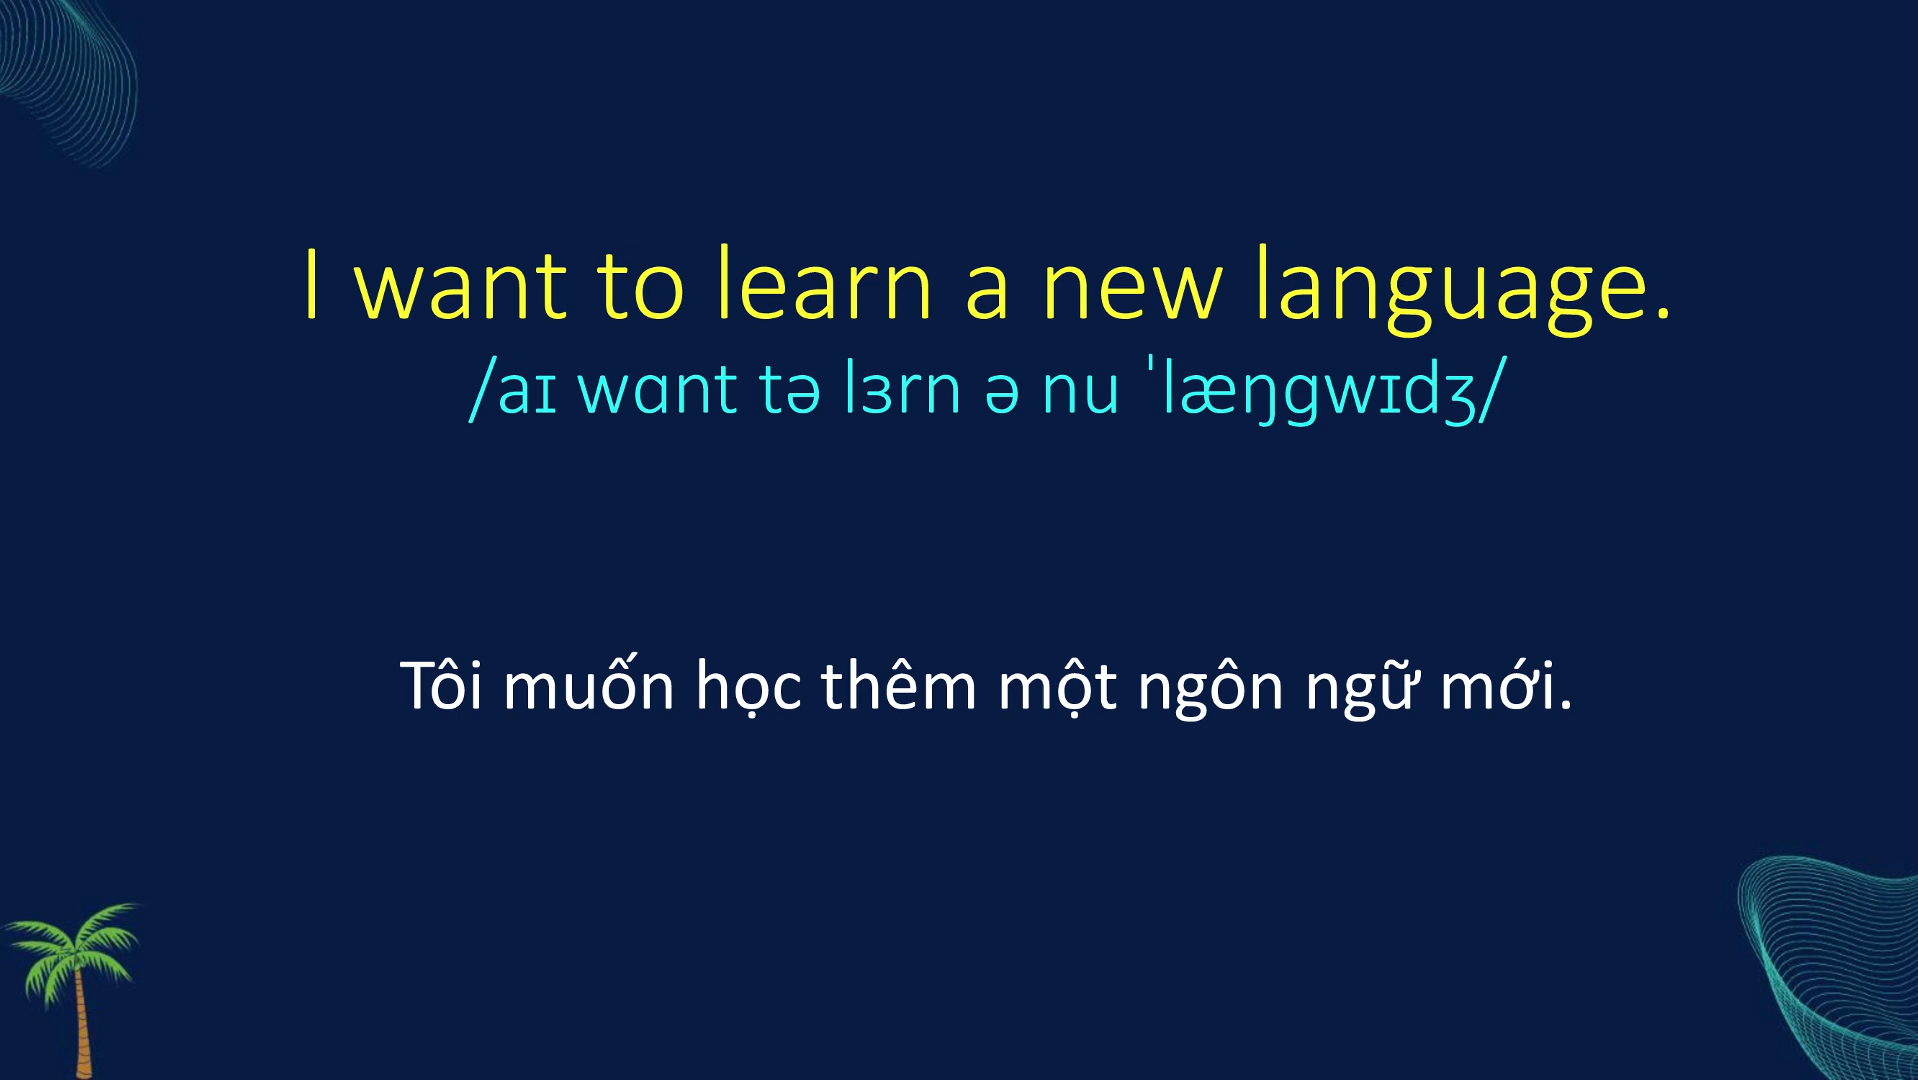 I want to learn a new language.
/aɪ wɑnt tə lɜrn ə nu ˈlæŋgwɪdʒ/
Tôi muốn học thêm một ngôn ngữ mới.